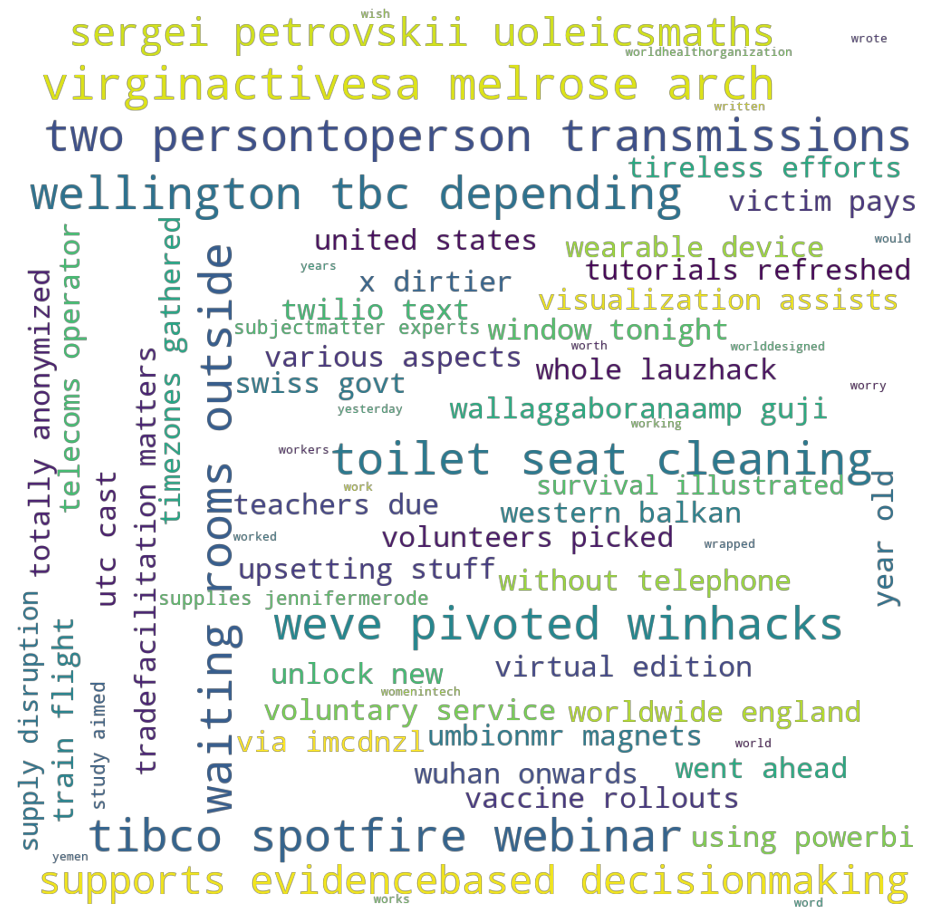 wish
sergei petrovskii uoleicsmaths
wrote
worldhealthorganization
virginactivesa melrose arch
written
two persontoperson transmissions
tireless efforts
wellington tbc depending
victim pays
united states
would
wearable device
years
tutorials refreshed
x dirtier
visualization assists
twilio text
subjectmatter experts
window tonight
worth
worlddesigned
various aspects
whole lauzhack
swiss govt
worry
yesterday
wallaggaboranaamp guji
working
workers
toilet seat cleaning
work
survival illustrated
teachers due
western balkan
worked
volunteers picked
wrapped
upsetting stuff
without telephone
supplies jennifermerode
weve pivoted winhacks
unlock new
virtual edition
womenintech
voluntary service
worldwide england
via imcdnzl
umbionmr magnets
world
wuhan onwards
went ahead
vaccine rollouts
tibco spotfire webinar
using powerbi
yemen
supports evidencebased decisionmaking
works
word
totally anonymized
telecoms operator
utc cast
tradefacilitation matters
timezones gathered
waiting rooms outside
supply disruption
train flight
study aimed
year old